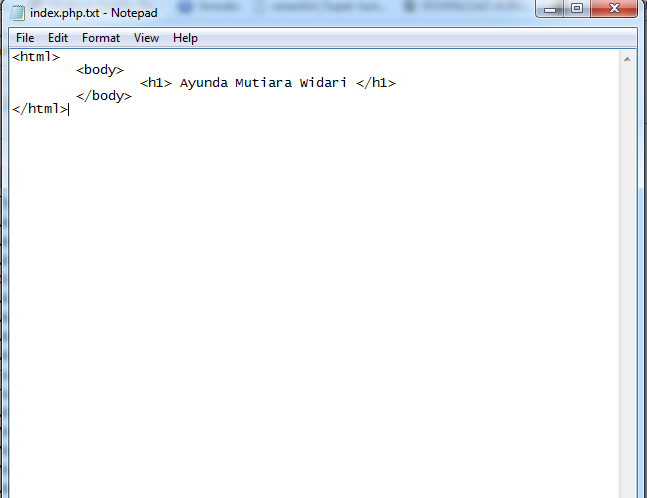 index.php.txt - Notepad
File Edit Format View Help
<html>
<body>
<h1> Ayunda Mutiara Widari </h1>
</body>
</html>